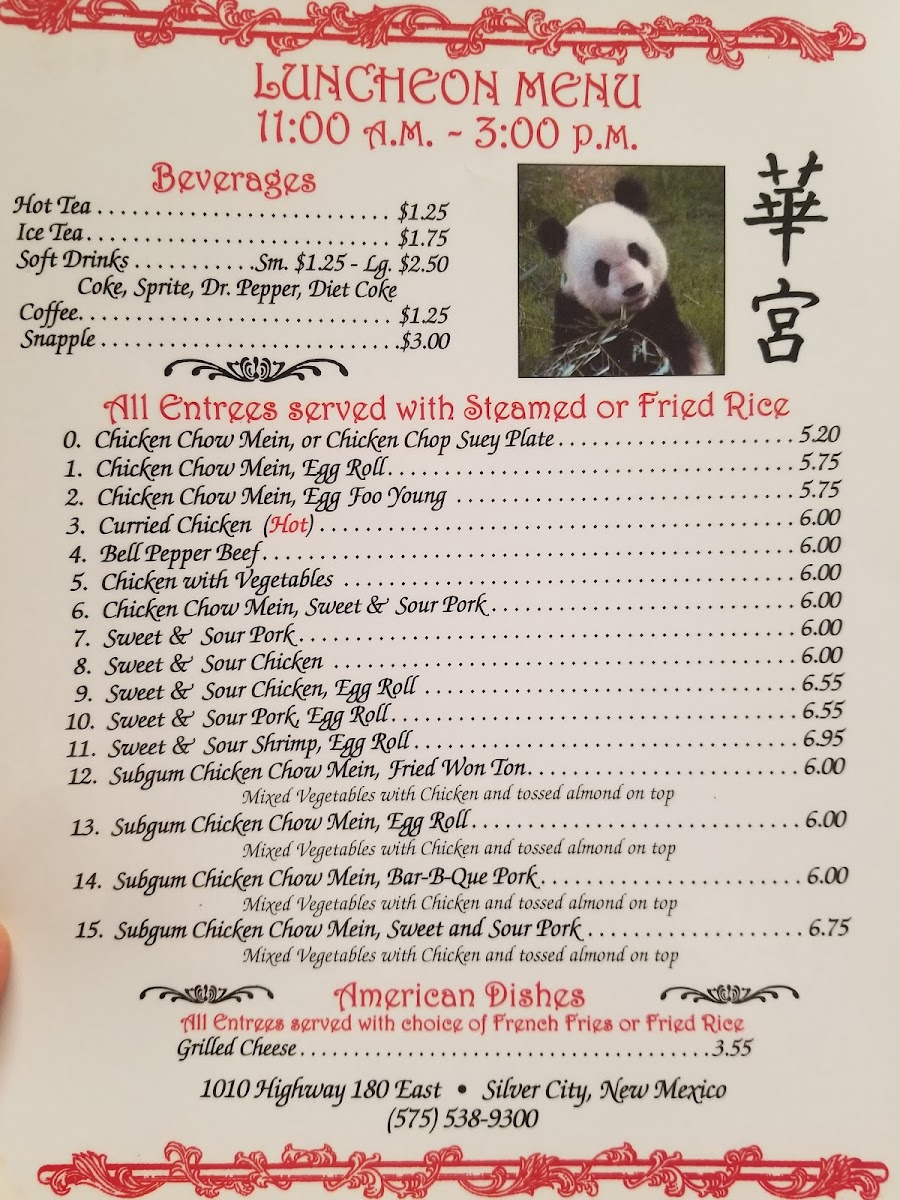 LUNCHEON MENU
11:00 A.M. ~ 3:00 P.M.
Beverages
Hot Tea . . . . . . . . . . . . . . . . . . . . . . . . . . . . $1.25
Ice Tea. . . . . . . . . . . . . . . . . . . . . . . . . . . . . $1.75
Soft Drinks . . . . . . . . . . .Sm. $1.25 - Lg. $2.50
Coke, Sprite, Dr. Pepper, Diet Coke
Coffee. . . . . . . . . . . . . . . . . . . . . . . . . . . . . . $1.25
Snapple . . . . . . . . . . . . . . . . . . . . . . . . . . . .$3.00
華
宮
All Entrees served with Steamed or Fried Rice
0. Chicken Chow Mein, or Chicken Chop Suey Plate . . . . . . . . . . . . . . . . . . . . . . . 5.20
1. Chicken Chow Mein, Egg Roll . . . . . . . . . . . . . . . . . . . . . . . . . . . . . . . . . . . . . . 5.75
2. Chicken Chow Mein, Egg Foo Young . . . . . . . . . . . . . . . . . . . . . . . . . . . . . . . . 5.75
3. Curried Chicken (Hot) . . . . . . . . . . . . . . . . . . . . . . . . . . . . . . . . . . . . . . . . . . . 6.00
4. Bell Pepper Beef . . . . . . . . . . . . . . . . . . . . . . . . . . . . . . . . . . . . . . . . . . . . . . . . 6.00
5. Chicken with Vegetables . . . . . . . . . . . . . . . . . . . . . . . . . . . . . . . . . . . . . . . . . 6.00
6. Chicken Chow Mein, Sweet & Sour Pork . . . . . . . . . . . . . . . . . . . . . . . . . . . . 6.00
7. Sweet & Sour Pork . . . . . . . . . . . . . . . . . . . . . . . . . . . . . . . . . . . . . . . . . . . . . 6.00
8. Sweet & Sour Chicken . . . . . . . . . . . . . . . . . . . . . . . . . . . . . . . . . . . . . . . . . . 6.00
9. Sweet & Sour Chicken, Egg Roll . . . . . . . . . . . . . . . . . . . . . . . . . . . . . . . . . . 6.55
10. Sweet & Sour Pork, Egg Roll . . . . . . . . . . . . . . . . . . . . . . . . . . . . . . . . . . . . . 6.55
11. Sweet & Sour Shrimp, Egg Roll . . . . . . . . . . . . . . . . . . . . . . . . . . . . . . . . . . . 6.95
12. Subgum Chicken Chow Mein, Fried Won Ton . . . . . . . . . . . . . . . . . . . . . . . . 6.00
Mixed Vegetables with Chicken and tossed almond on top
13. Subgum Chicken Chow Mein, Egg Roll . . . . . . . . . . . . . . . . . . . . . . . . . . . . . 6.00
Mixed Vegetables with Chicken and tossed almond on top
14. Subgum Chicken Chow Mein, Bar-B-Que Pork . . . . . . . . . . . . . . . . . . . . . . . 6.00
Mixed Vegetables with Chicken and tossed almond on top
15. Subgum Chicken Chow Mein, Sweet and Sour Pork . . . . . . . . . . . . . . . . . . . 6.75
Mixed Vegetables with Chicken and tossed almond on top
American Dishes
All Entrees served with choice of French Fries or Fried Rice
Grilled Cheese . . . . . . . . . . . . . . . . . . . . . . . . . . . . . . . . . . . . . . .3.55
1010 Highway 180 East • Silver City, New Mexico
(575) 538-9300